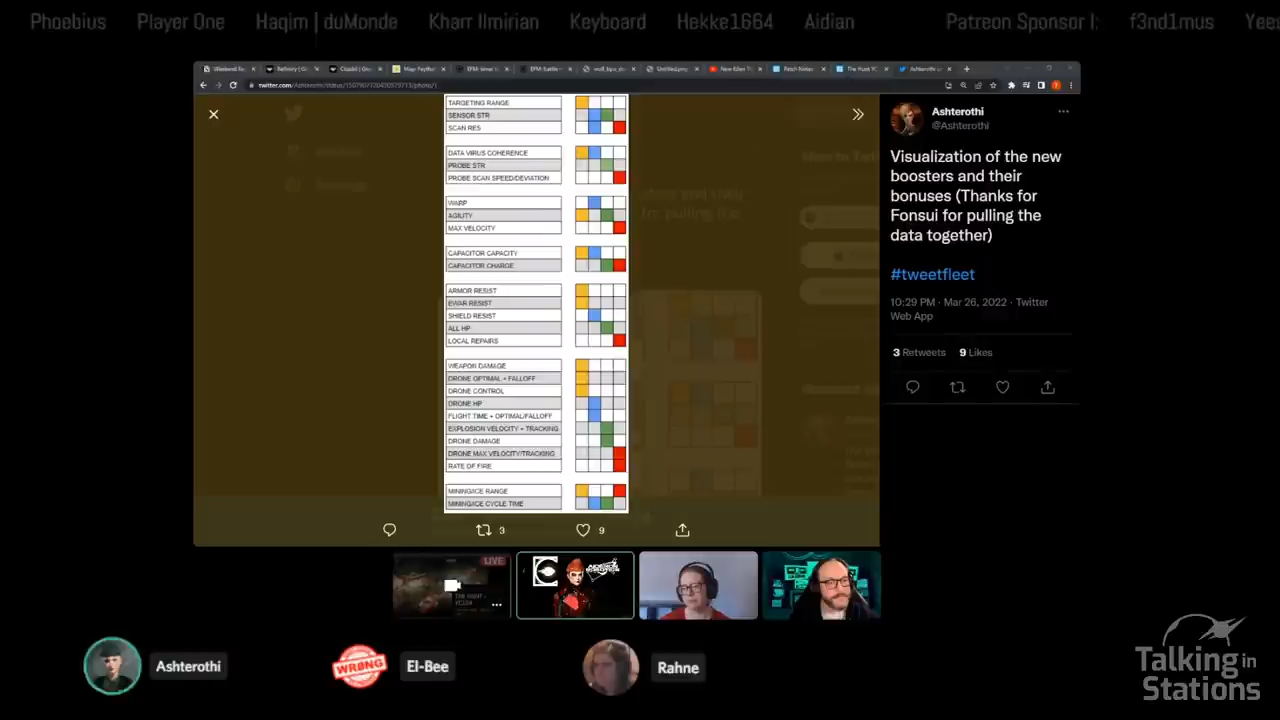 Phoebius Player One Haqim | duMonde Kharr Ilmirian Keyboard Hekke1664 Aidian Patreon Sponsor I: f3nd1mus Yee
TARGETING RANGE
SENSOR STR
SCAN RES
DATA VIRUS COHERENCE
PROBE STR
PROBE SCAN SPEED/DEVIATION
WARP
AGILITY
MAX VELOCITY
CAPACITOR CAPACITY
CAPACITOR CHARGE
ARMOR RESIST
EWAR RESIST
SHIELD RESIST
ALL HP
LOCAL REPAIRS
WEAPON DAMAGE
DRONE OPTIMAL + FALLOFF
DRONE CONTROL
DRONE HP
FLIGHT TIME + OPTIMAL/FALLOFF
EXPLOSION VELOCITY + TRACKING
DRONE DAMAGE
DRONE MAX VELOCITY/TRACKING
RATE OF FIRE
MINING/ICE RANGE
MINING/ICE CYCLE TIME
3
9
Ashterothi
@Ashterothi
Visualization of the new
boosters and their
bonuses (Thanks for
Fonsui for pulling the
data together)
#tweetfleet
10:29 PM · Mar 26, 2022 · Twitter
Web App
3 Retweets 9 Likes
LIVE
Ashterothi
WRONG
El-Bee
Rahne
Talking in
Stations